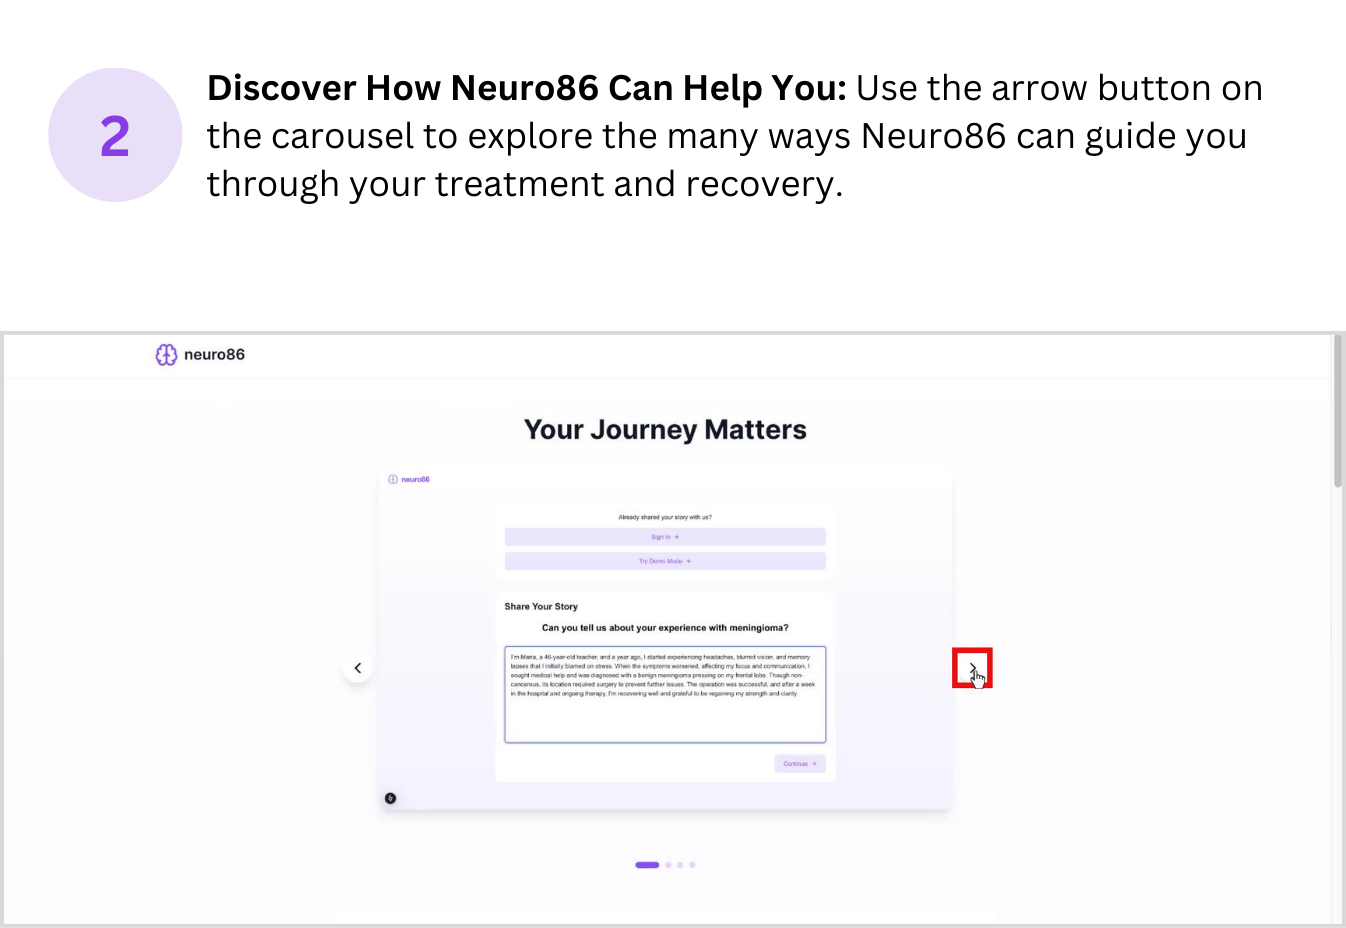 2
Discover How Neuro86 Can Help You: Use the arrow button on
the carousel to explore the many ways Neuro86 can guide you
through your treatment and recovery.
neuro86
Your Journey Matters
neuro86
Already shared your story with us?
Sign in →
Try Demo Mode →
Share Your Story
Can you tell us about your experience with meningioma?
I'm Maria, a 46-year-old teacher, and a year ago, I started experiencing headaches, blurred vision, and memory
lapses that I initially blamed on stress. When the symptoms worsened, affecting my focus and communication, I
sought medical help and was diagnosed with a benign meningioma pressing on my frontal lobe. Though non-
cancerous, its location required surgery to prevent further issues. The operation was successful, and after a week
in the hospital and ongoing therapy, I'm recovering well and grateful to be regaining my strength and clarity.
Continue →